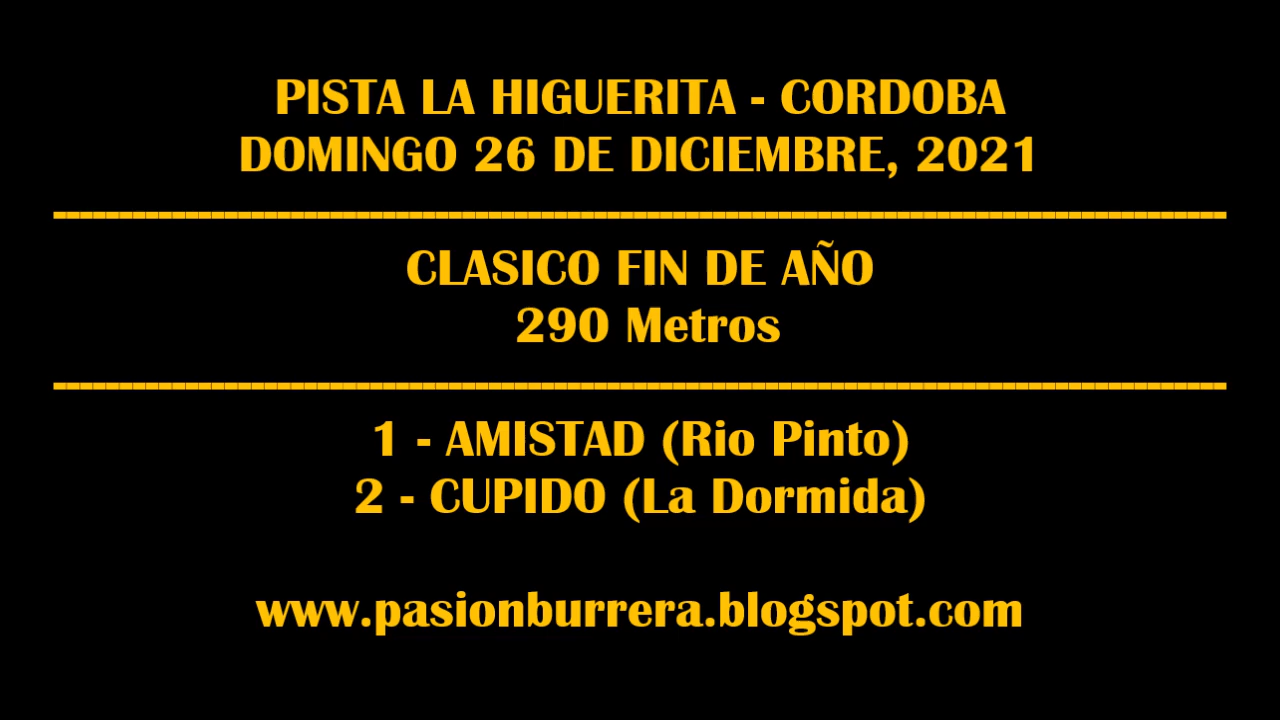 PISTA LA HIGUERITA - CORDOBA
DOMINGO 26 DE DICIEMBRE, 2021
CLASICO FIN DE AÑO
290 Metros
1 - AMISTAD (Rio Pinto)
2 - CUPIDO (La Dormida)
www.pasionburrera.blogspot.com